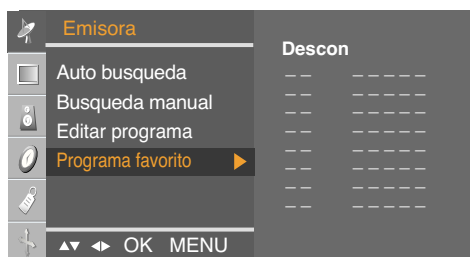 Emisora
Auto busqueda
Busqueda manual
Editar programa
Programa favorito
OK MENU
Descon
-- -----
-- -----
-- -----
-- -----
-- -----
-- -----
-- -----
-- -----